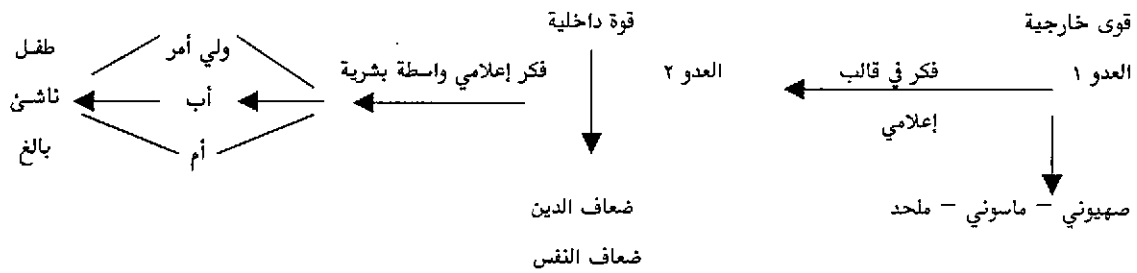 قوى خارجية
العدو ١
فكر في قالب
إعلامي
صهيوني – ماسوني – ملحد
قوة داخلية
العدو ٢
فكر إعلامي واسطة بشرية
ضعاف الدين
ضعاف النفس
ولي أمر
أب
أم
طفل
ناشئ
بالغ